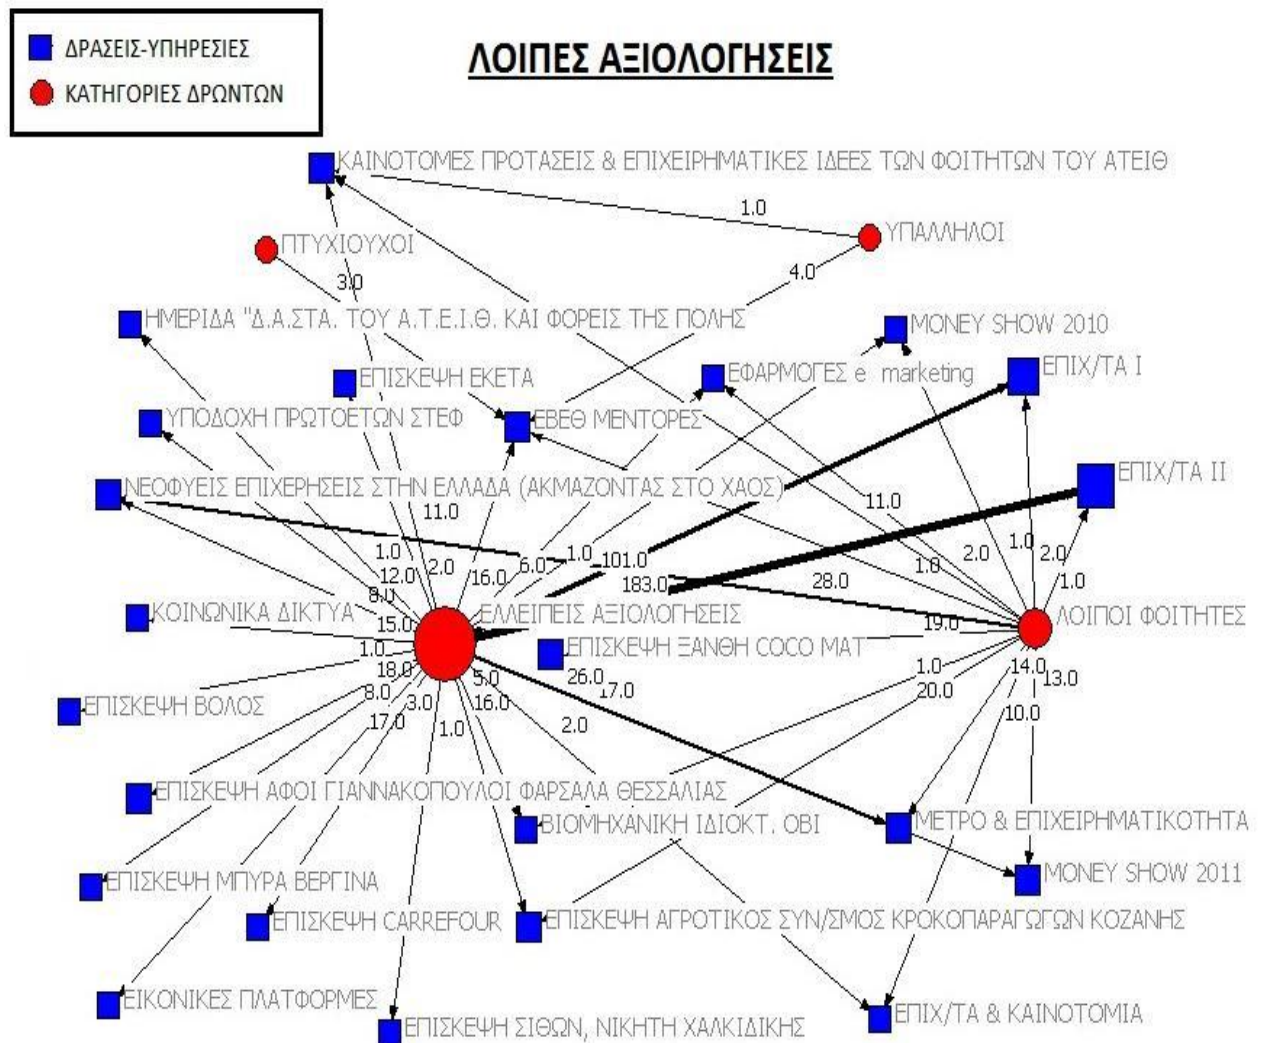 ΔΡΑΣΕΙΣ-ΥΠΗΡΕΣΙΕΣ
ΚΑΤΗΓΟΡΙΕΣ ΔΡΩΝΤΩΝ
ΛΟΙΠΕΣ ΑΞΙΟΛΟΓΗΣΕΙΣ
ΚΑΙΝΟΤΟΜΕΣ ΠΡΟΤΑΣΕΙΣ & ΕΠΙΧΕΙΡΗΜΑΤΙΚΕΣ ΙΔΕΕΣ ΤΩΝ ΦΟΙΤΗΤΩΝ ΤΟΥ ΑΤΕΙΘ
1.0
ΠΤΥΧΙΟΥΧΟΙ
ΥΠΑΛΛΗΛΟΙ
3.0
4.0
ΗΜΕΡΙΔΑ "Δ.Α.ΣΤΑ. ΤΟΥ Α.Τ.Ε.Ι.Θ. ΚΑΙ ΦΟΡΕΙΣ ΤΗΣ ΠΟΛΗΣ
MONEY SHOW 2010
ΕΠΙΣΚΕΨΗ ΕΚΕΤΑ
ΕΦΑΡΜΟΓΕΣ e marketing
ΕΠΙΧ/ΤΑ Ι
ΥΠΟΔΟΧΗ ΠΡΩΤΟΕΤΩΝ ΣΤΕΦ
ΕΒΕΘ ΜΕΝΤΟΡΕΣ
ΕΠΙΧ/ΤΑ ΙΙ
ΝΕΟΦΥΕΙΣ ΕΠΙΧΕΡΗΣΕΙΣ ΣΤΗΝ ΕΛΛΑΔΑ (ΑΚΜΑΖΟΝΤΑΣ ΣΤΟ ΧΑΟΣ)
11.0
11.0
1.0
2.0
1.0
1.0
2.0
2.0
12.0
16.0
6.0
101.0
1.0
8.0
183.0
28.0
1.0
ΚΟΙΝΩΝΙΚΑ ΔΙΚΤΥΑ
ΕΛΛΕΙΠΕΙΣ ΑΞΙΟΛΟΓΗΣΕΙΣ
ΛΟΙΠΟΙ ΦΟΙΤΗΤΕΣ
15.0
19.0
1.0
ΕΠΙΣΚΕΨΗ ΞΑΝΘΗ COCO MAT
18.0
5.0
26.0
1.0
14.0
13.0
8.0
17.0
20.0
3.0
16.0
10.0
ΕΠΙΣΚΕΨΗ ΒΟΛΟΣ
17.0
1.0
2.0
ΕΠΙΣΚΕΨΗ ΑΦΟΙ ΓΙΑΝΝΑΚΟΠΟΥΛΟΙ ΦΑΡΣΑΛΑ ΘΕΣΣΑΛΙΑΣ
ΒΙΟΜΗΧΑΝΙΚΗ ΙΔΙΟΚΤ. ΟΒΙ
ΜΕΤΡΟ & ΕΠΙΧΕΙΡΗΜΑΤΙΚΟΤΗΤΑ
ΕΠΙΣΚΕΨΗ ΜΠΥΡΑ ΒΕΡΓΙΝΑ
MONEY SHOW 2011
ΕΠΙΣΚΕΨΗ CARREFOUR
ΕΠΙΣΚΕΨΗ ΑΓΡΟΤΙΚΟΣ ΣΥΝ/ΣΜΟΣ ΚΡΟΚΟΠΑΡΑΓΩΓΩΝ ΚΟΖΑΝΗΣ
ΕΙΚΟΝΙΚΕΣ ΠΛΑΤΦΟΡΜΕΣ
ΕΠΙΣΚΕΨΗ ΣΙΘΩΝ, ΝΙΚΗΤΗ ΧΑΛΚΙΔΙΚΗΣ
ΕΠΙΧ/ΤΑ & ΚΑΙΝΟΤΟΜΙΑ